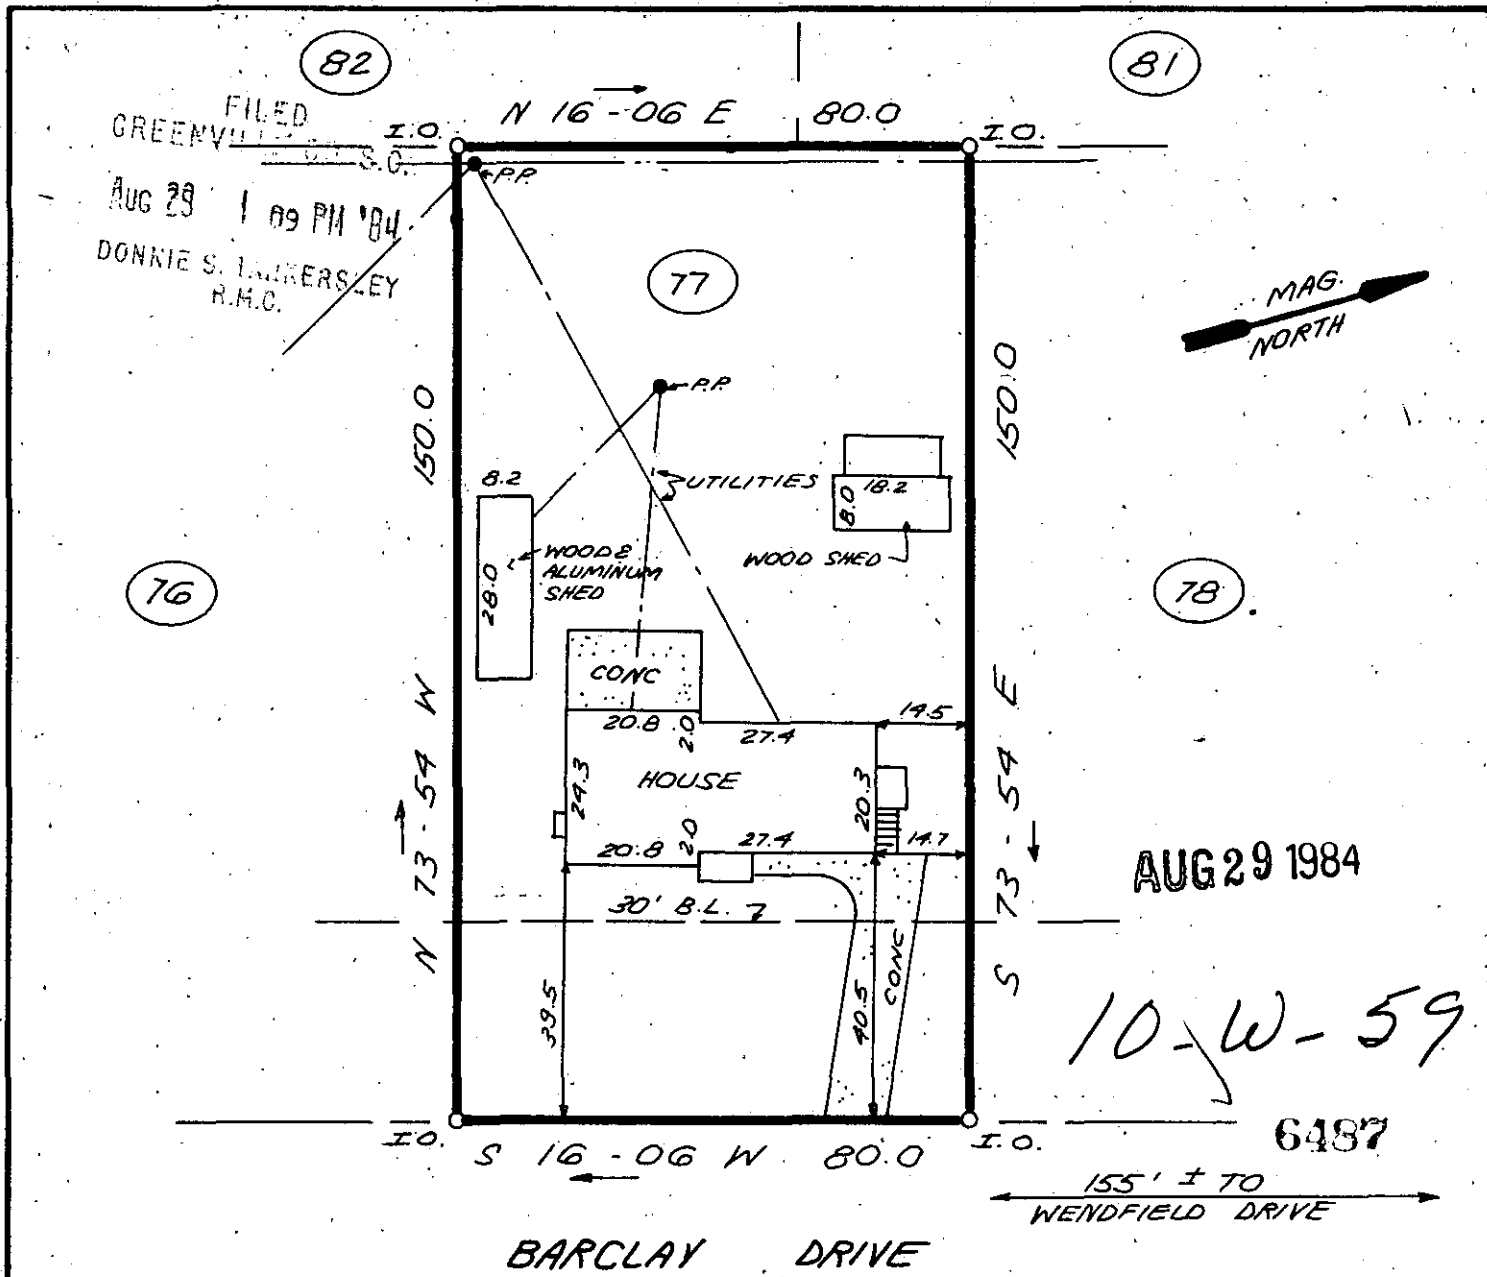 82
81
FILED
GREENVILLE CO. S.C.
AUG 29 1 09 PM '84
DONNIE S. TANKERSLEY
R.M.C.
N 16-06 E 80.0
I.O.
I.O.
P.P.
77
MAG.
NORTH
150.0
150.0
P.P.
UTILITIES
8.2
28.0
WOOD &
ALUMINUM
SHED
18.2
8.0
WOOD SHED
76
78
CONC
20.8
2.0
27.4
14.5
HOUSE
24.3
20.3
20.8
2.0
27.4
14.7
N 73-54 W
S 73-54 E
30' B.L.
39.5
40.5
CONC
AUG 29 1984
10-W-59
6487
I.O.
I.O.
S 16-06 W 80.0
155' ± TO
WENDFIELD DRIVE
BARCLAY DRIVE